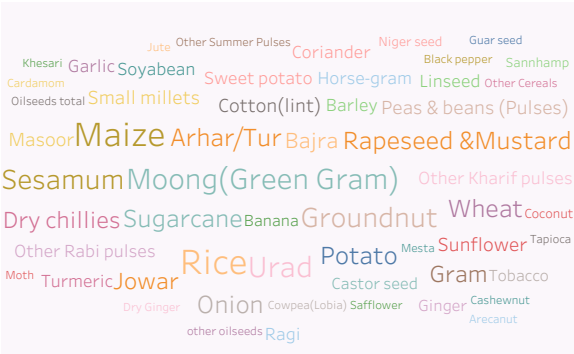 Jute Other Summer Pulses Coriander Niger seed Guar seed
Khesari Garlic Soyabean Black pepper Sannhamp
Cardamom Sweet potato Horse-gram Linseed Other Cereals
Oilseeds total Small millets Cotton(lint) Barley Peas & beans (Pulses)
Masoor Maize Arhar/Tur Bajra Rapeseed &Mustard
Sesamum Moong(Green Gram) Other Kharif pulses
Dry chillies Sugarcane Banana Groundnut Wheat Coconut
Other Rabi pulses Rice Urad Potato Mesta Sunflower Tapioca
Moth Turmeric Jowar Castor seed Gram Tobacco
Dry Ginger Onion Cowpea(Lobia) Safflower Ginger Cashewnut
Arecanut
other oilseeds Ragi